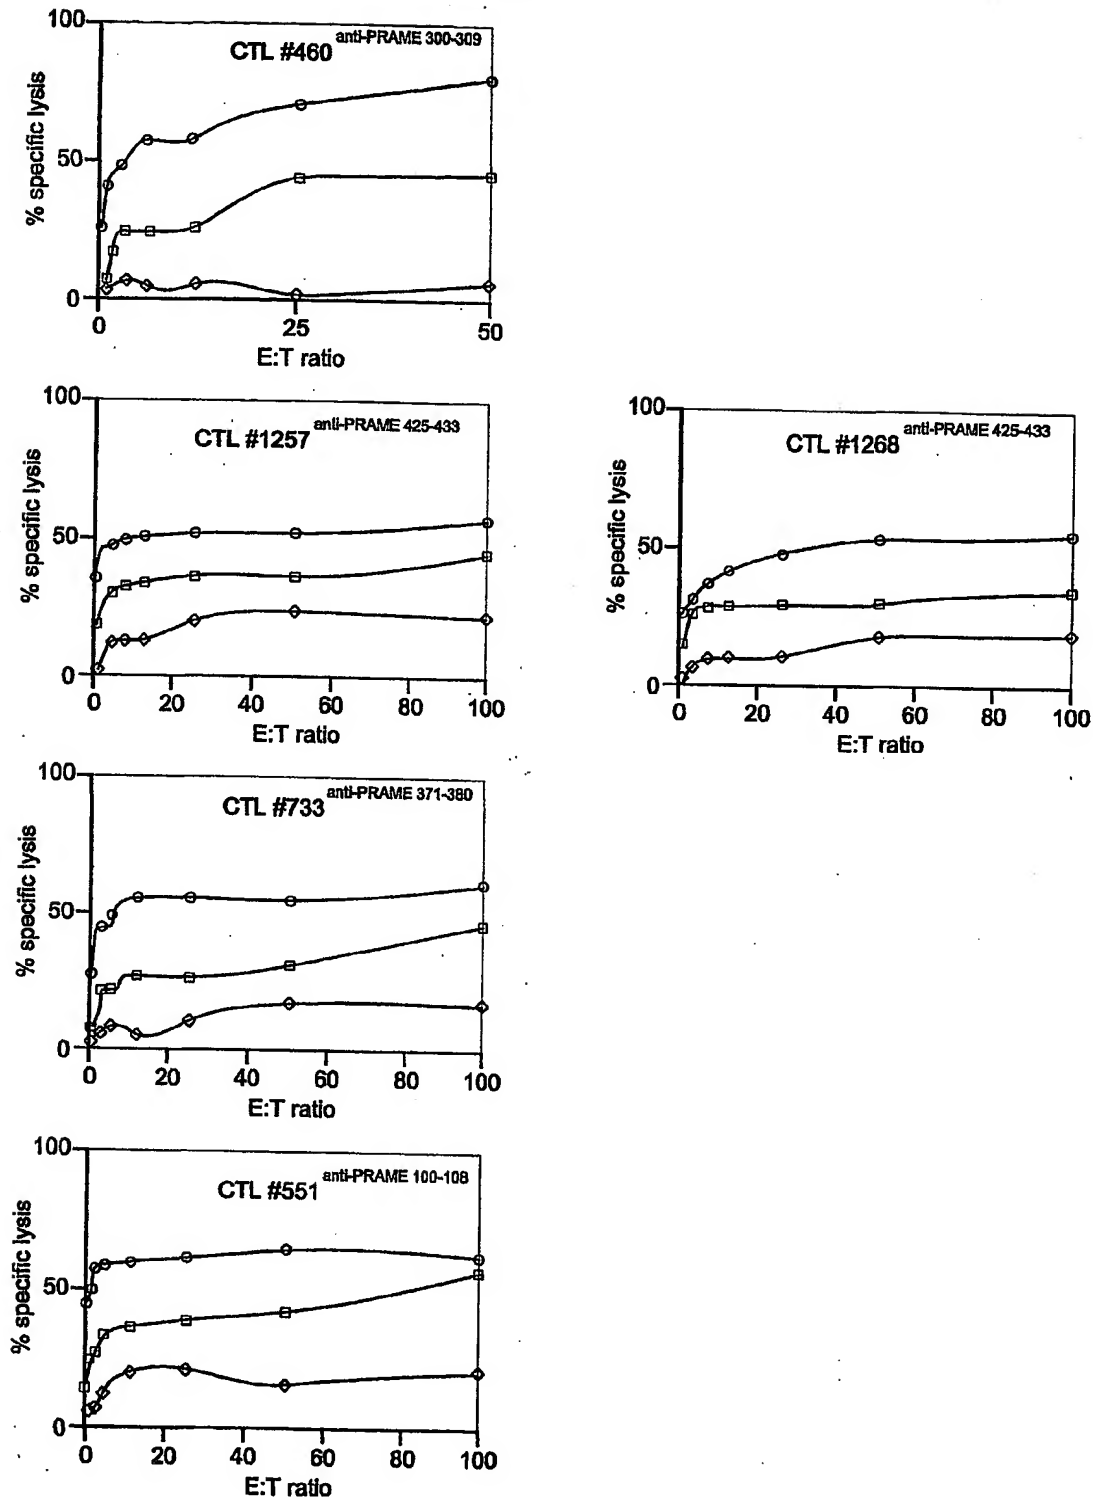 100
CTL #460 anti-PRAME 300-309
% specific lysis
50
0
0 25 50
E:T ratio
100
CTL #1257 anti-PRAME 425-433
% specific lysis
50
0
0 20 40 60 80 100
E:T ratio
100
CTL #1268 anti-PRAME 425-433
% specific lysis
50
0
0 20 40 60 80 100
E:T ratio
100
CTL #733 anti-PRAME 371-380
% specific lysis
50
0
0 20 40 60 80 100
E:T ratio
100
CTL #551 anti-PRAME 100-108
% specific lysis
50
0
0 20 40 60 80 100
E:T ratio